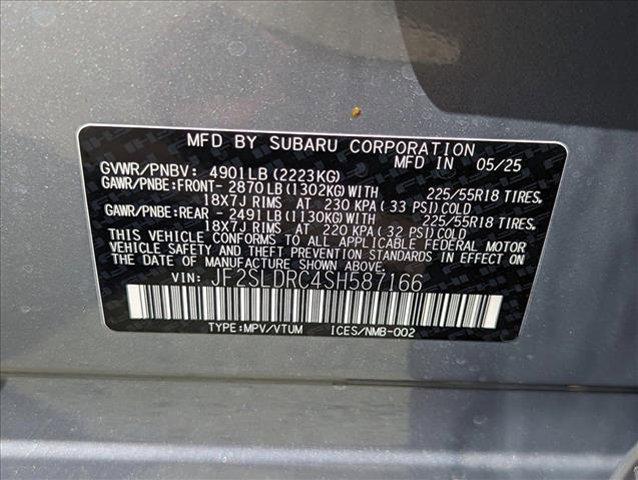 MFD BY SUBARU CORPORATION
MFD IN 05/25
GVWR/PNBV: 4901LB(2223KG)
GAWR/PNBE:FRONT- 2870LB(1302KG)WITH 225/55R18 TIRES,
18X7J RIMS AT 230 KPA(33 PSI)COLD
GAWR/PNBE:REAR - 2491LB(1130KG)WITH 225/55R18 TIRES,
18X7J RIMS AT 220 KPA(32 PSI)COLD
THIS VEHICLE CONFORMS TO ALL APPLICABLE FEDERAL MOTOR
VEHICLE SAFETY AND THEFT PREVENTION STANDARDS IN EFFECT ON
THE DATE OF MANUFACTURE SHOWN ABOVE.
VIN: JF2SLDRC4SH587166
TYPE:MPV/VTUM ICES/NMB-002